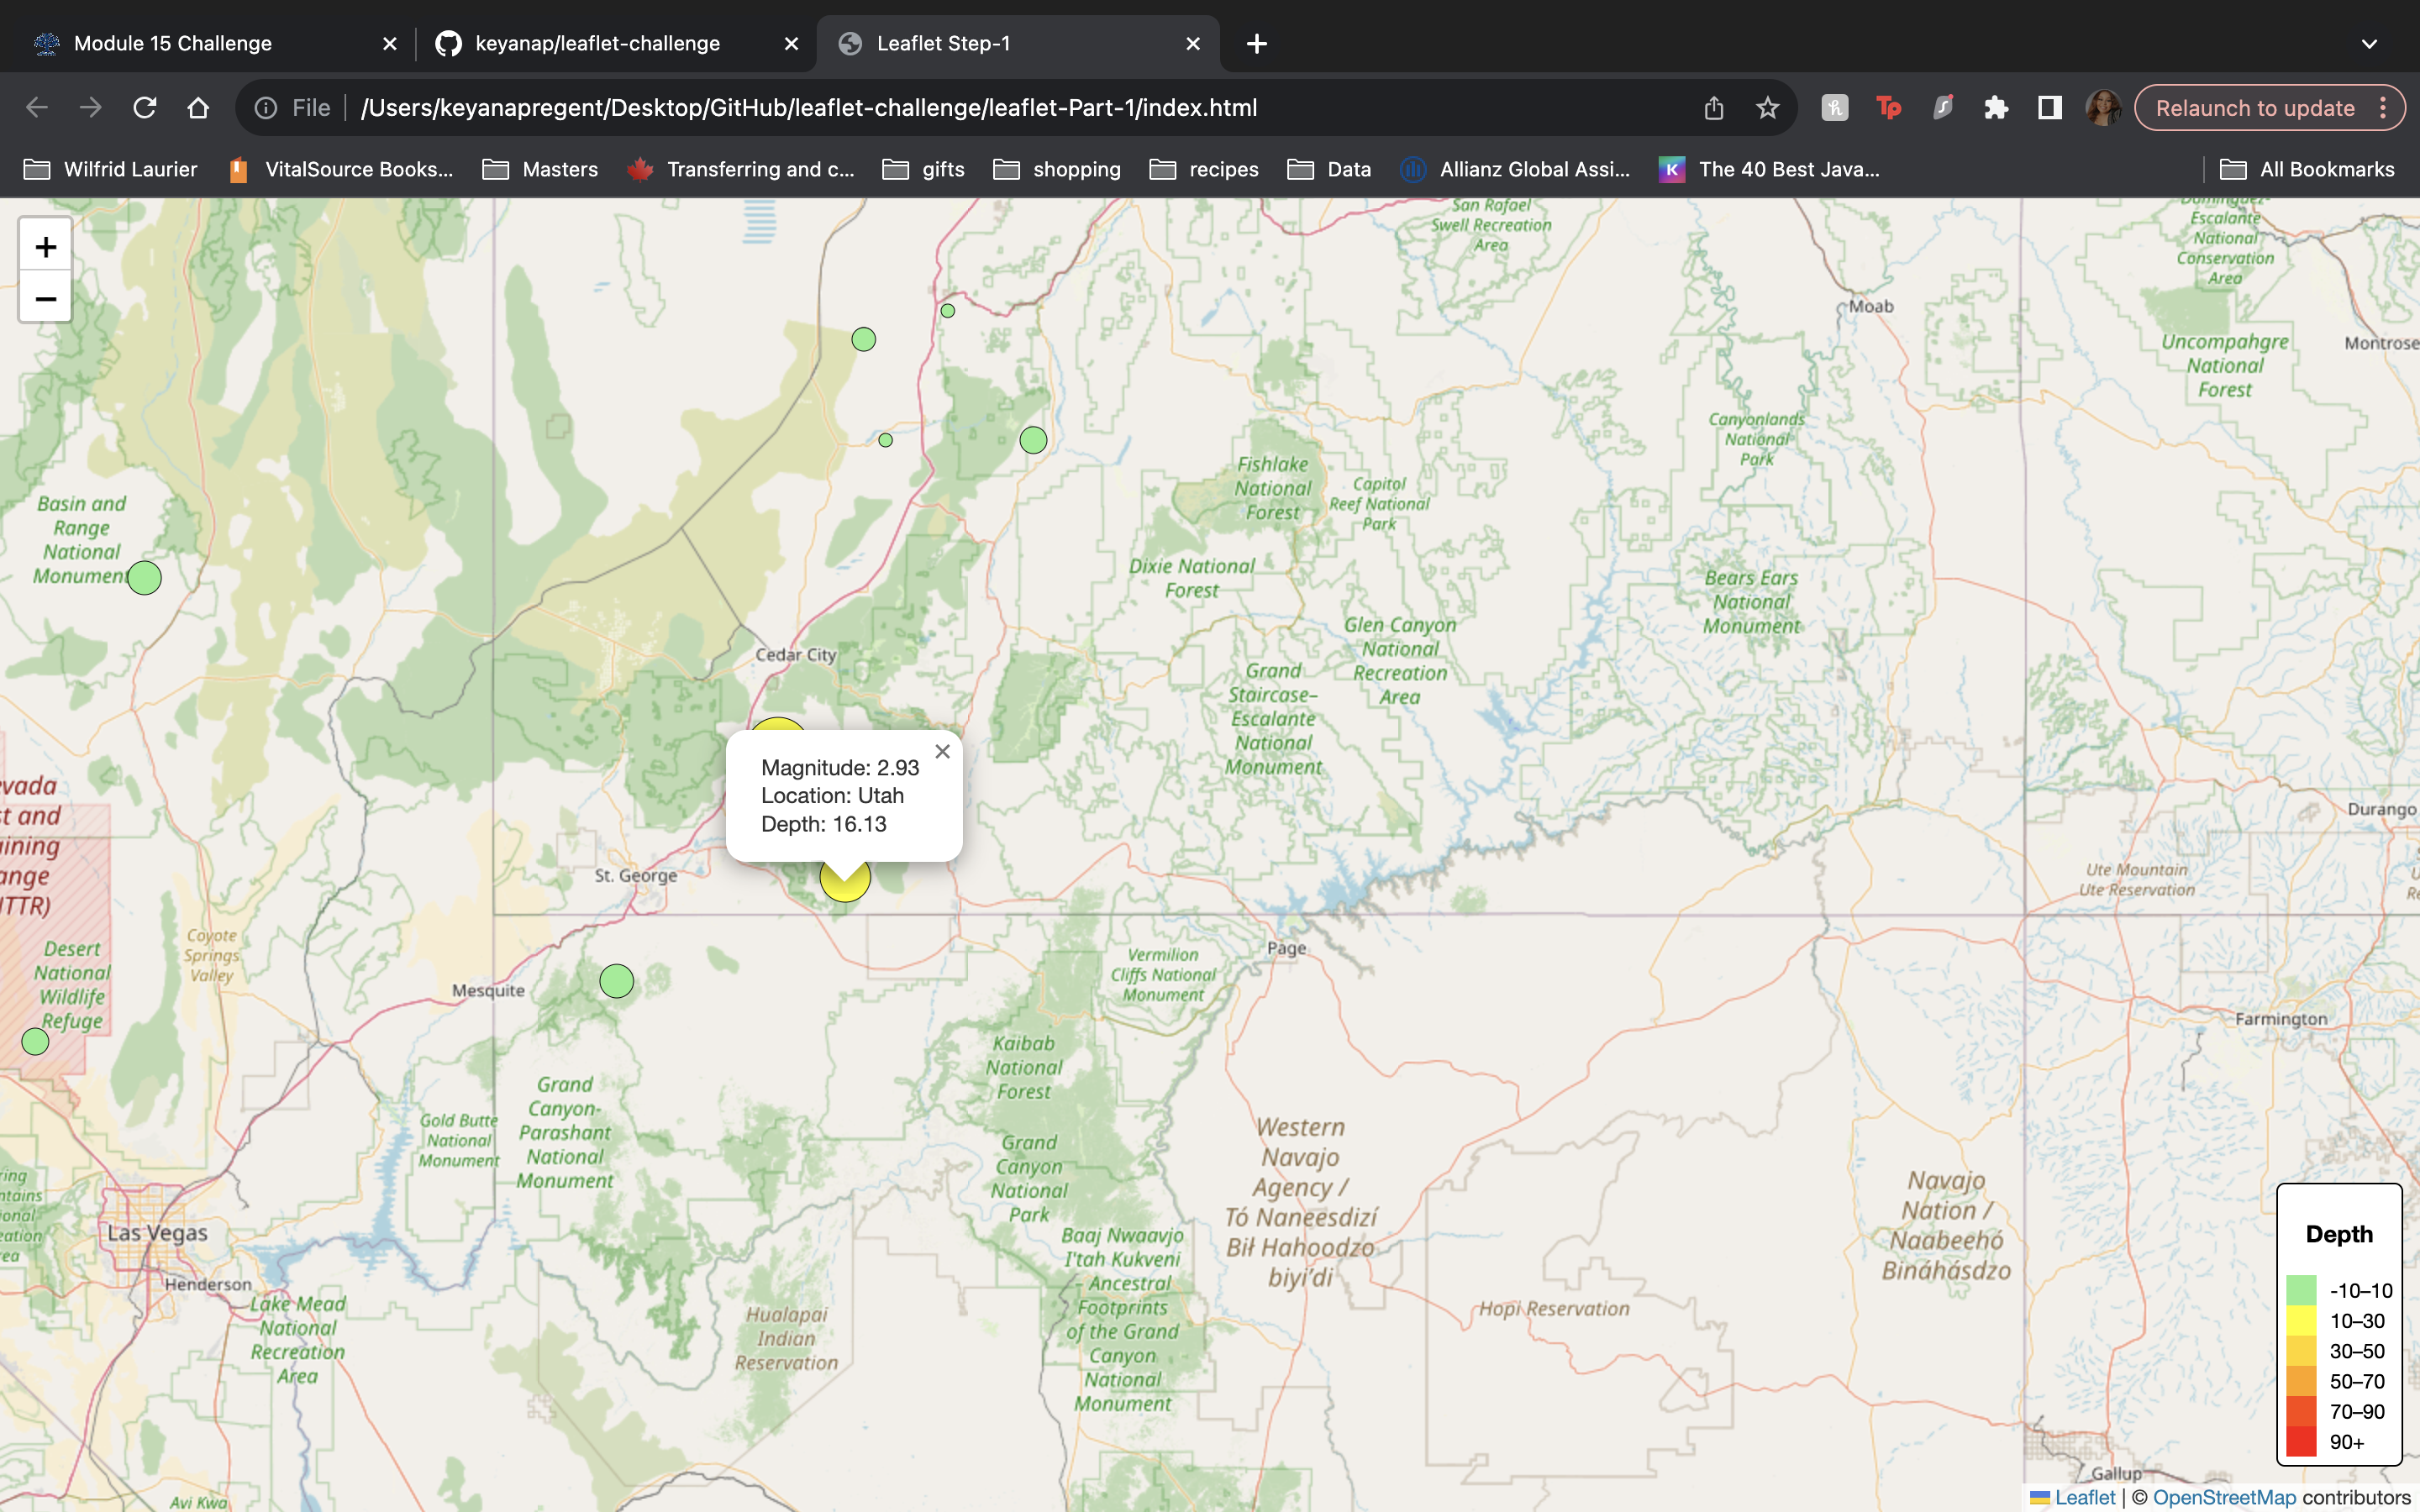 Module 15 Challenge
keyanap/leaflet-challenge
Leaflet Step-1
File
/Users/keyanapregent/Desktop/GitHub/leaflet-challenge/leaflet-Part-1/index.html
Tp
Relaunch to update
Wilfrid Laurier
VitalSource Books...
Masters
Transferring and c...
gifts
shopping
recipes
Data
Allianz Global Assi...
K
The 40 Best Java...
All Bookmarks
+
−
San Rafael
Swell Recreation
Area
Dominguez-
Escalante
National
Conservation
Area
Moab
Uncompahgre
National
Forest
Montrose
Canyonlands
National
Park
Fishlake
National
Forest
Capitol
Reef National
Park
Basin and
Range
National
Monument
Dixie National
Forest
Bears Ears
National
Monument
Glen Canyon
National
Recreation
Area
Cedar City
Grand
Staircase–
Escalante
National
Monument
Magnitude: 2.93
Location: Utah
Depth: 16.13
vada
st and
ining
ange
TTR)
Durango
St. George
Ute Mountain
Ute Reservation
Coyote
Springs
Valley
Desert
National
Wildlife
Refuge
Page
Vermilion
Cliffs National
Monument
Mesquite
Farmington
Kaibab
National
Forest
Grand
Canyon-
Parashant
National
Monument
Gold Butte
National
Monument
Grand
Canyon
National
Park
Western
Navajo
Agency /
Tó Naneesdizí
Bił Hahoodzo
biyi’di
Navajo
Nation /
Naabeehó
Bináhásdzo
ring
ntains
ional
eation
rea
Las Vegas
Henderson
Baaj Nwaavjo
I'tah Kukveni
– Ancestral
Footprints
of the Grand
Canyon
National
Monument
Lake Mead
National
Recreation
Area
Hualapai
Indian
Reservation
Hopi Reservation
Depth
-10–10
10–30
30–50
50–70
70–90
90+
Gallup
Avi Kwa
Leaflet | © OpenStreetMap contributors